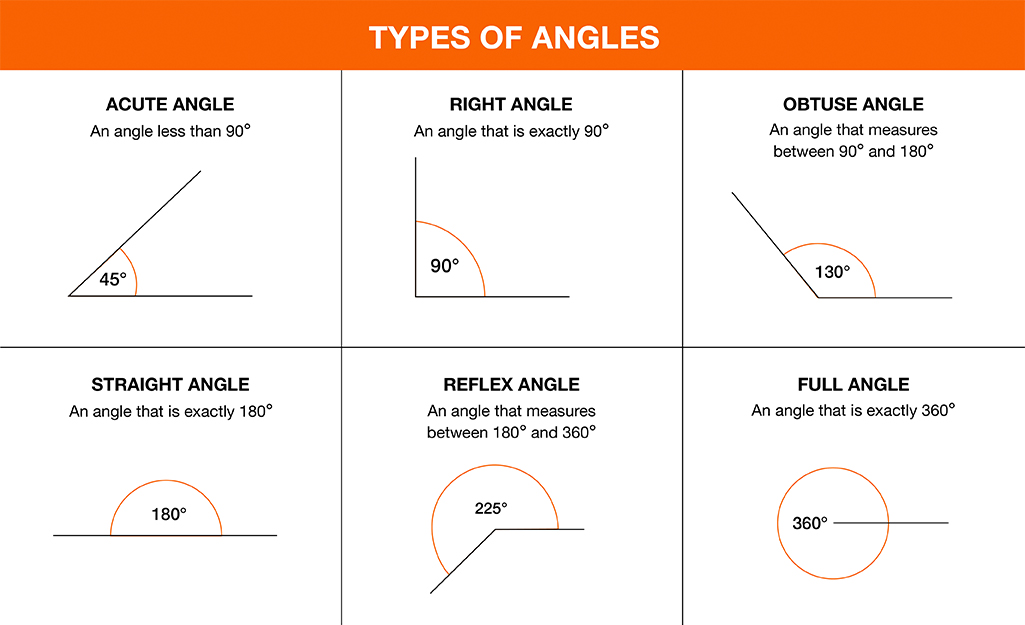 TYPES OF ANGLES
ACUTE ANGLE
An angle less than 90°
45°
RIGHT ANGLE
An angle that is exactly 90°
90°
OBTUSE ANGLE
An angle that measures
between 90° and 180°
130°
STRAIGHT ANGLE
An angle that is exactly 180°
180°
REFLEX ANGLE
An angle that measures
between 180° and 360°
225°
FULL ANGLE
An angle that is exactly 360°
360°